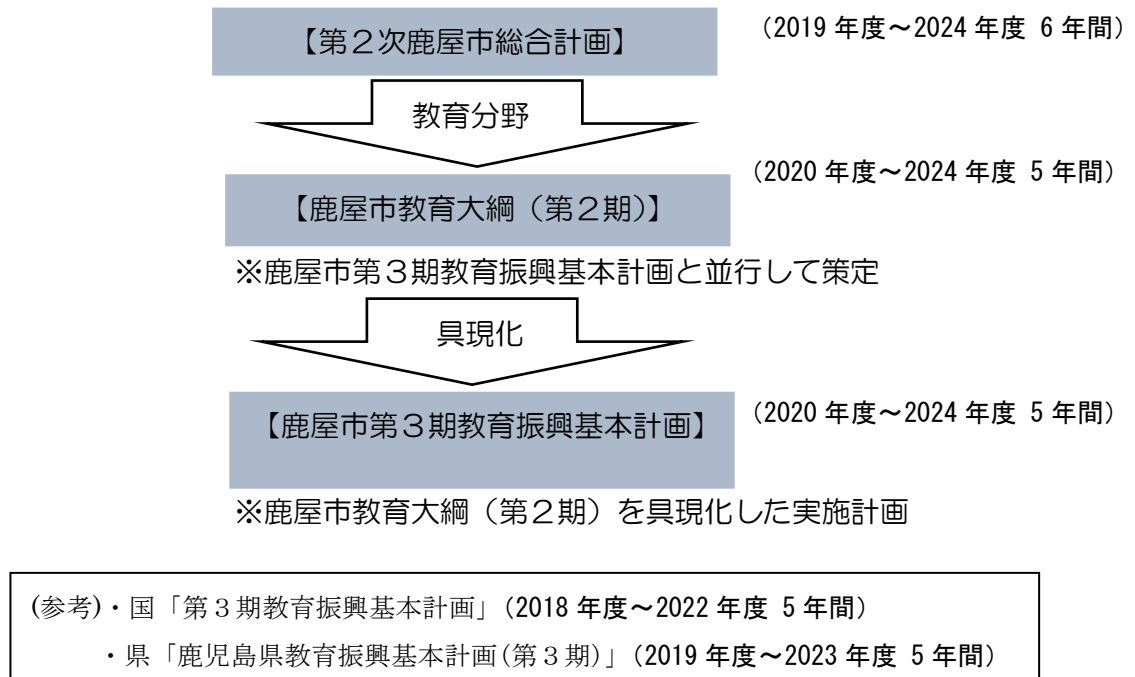 【第２次鹿屋市総合計画】 （2019 年度～2024 年度 6 年間）
教育分野
（2020 年度～2024 年度 5 年間）
【鹿屋市教育大綱（第２期）】
※鹿屋市第３期教育振興基本計画と並行して策定
具現化
【鹿屋市第３期教育振興基本計画】 （2020 年度～2024 年度 5 年間）
※鹿屋市教育大綱（第２期）を具現化した実施計画
(参考)・国「第３期教育振興基本計画」（2018 年度～2022 年度 5 年間）
・県「鹿児島県教育振興基本計画(第３期)」（2019 年度～2023 年度 5 年間）